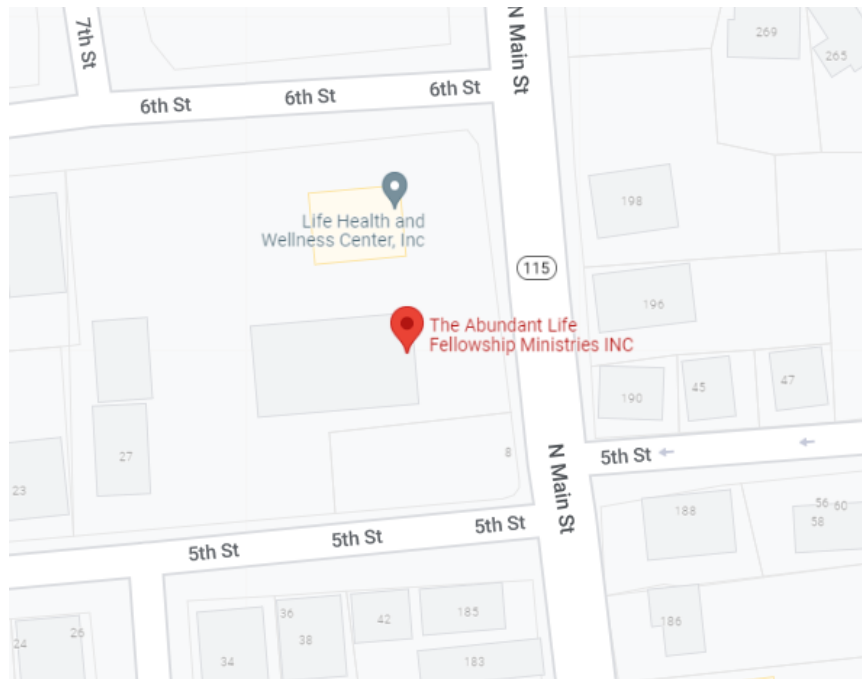 7th St
N Main St
269
265
6th St
6th St
6th St
198
Life Health and
Wellness Center, Inc
115
196
The Abundant Life
Fellowship Ministries INC
190
45
47
27
8
5th St
23
N Main St
188
56
60
58
5th St
5th St
5th St
36
42
185
186
24
26
38
34
183